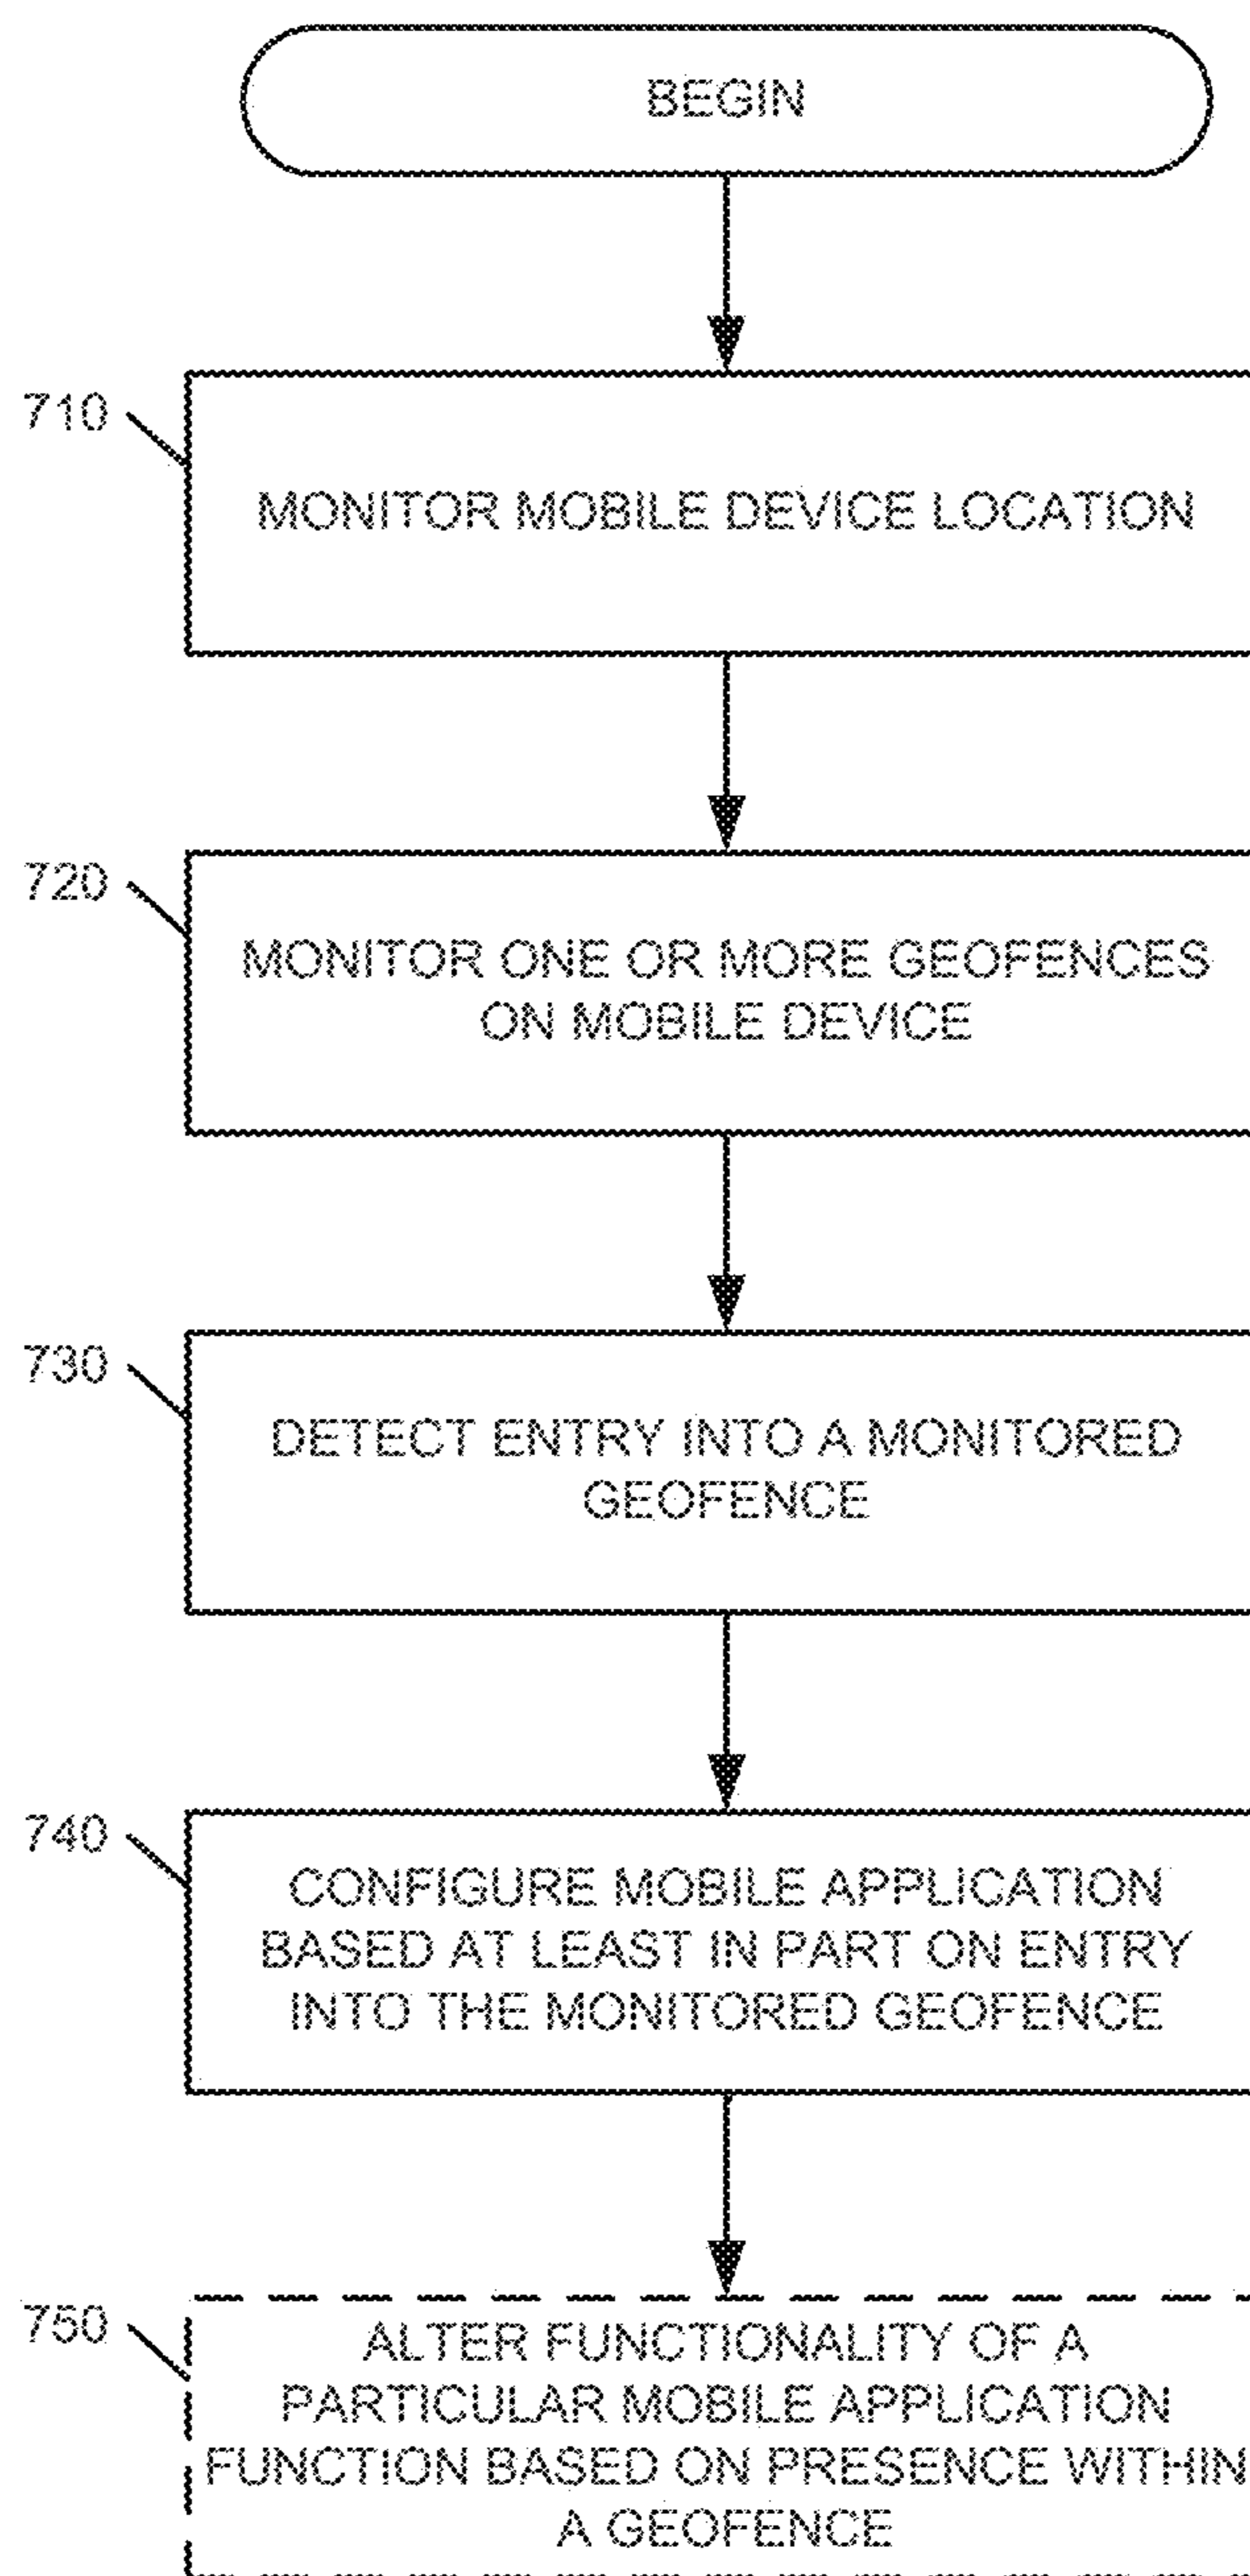 BEGIN
710
MONITOR MOBILE DEVICE LOCATION
720
MONITOR ONE OR MORE GEOFENCES
ON MOBILE DEVICE
730
DETECT ENTRY INTO A MONITORED
GEOFENCE
740
CONFIGURE MOBILE APPLICATION
BASED AT LEAST IN PART ON ENTRY
INTO THE MONITORED GEOFENCE
750
ALTER FUNCTIONALITY OF A
PARTICULAR MOBILE APPLICATION
FUNCTION BASED ON PRESENCE WITHIN
A GEOFENCE